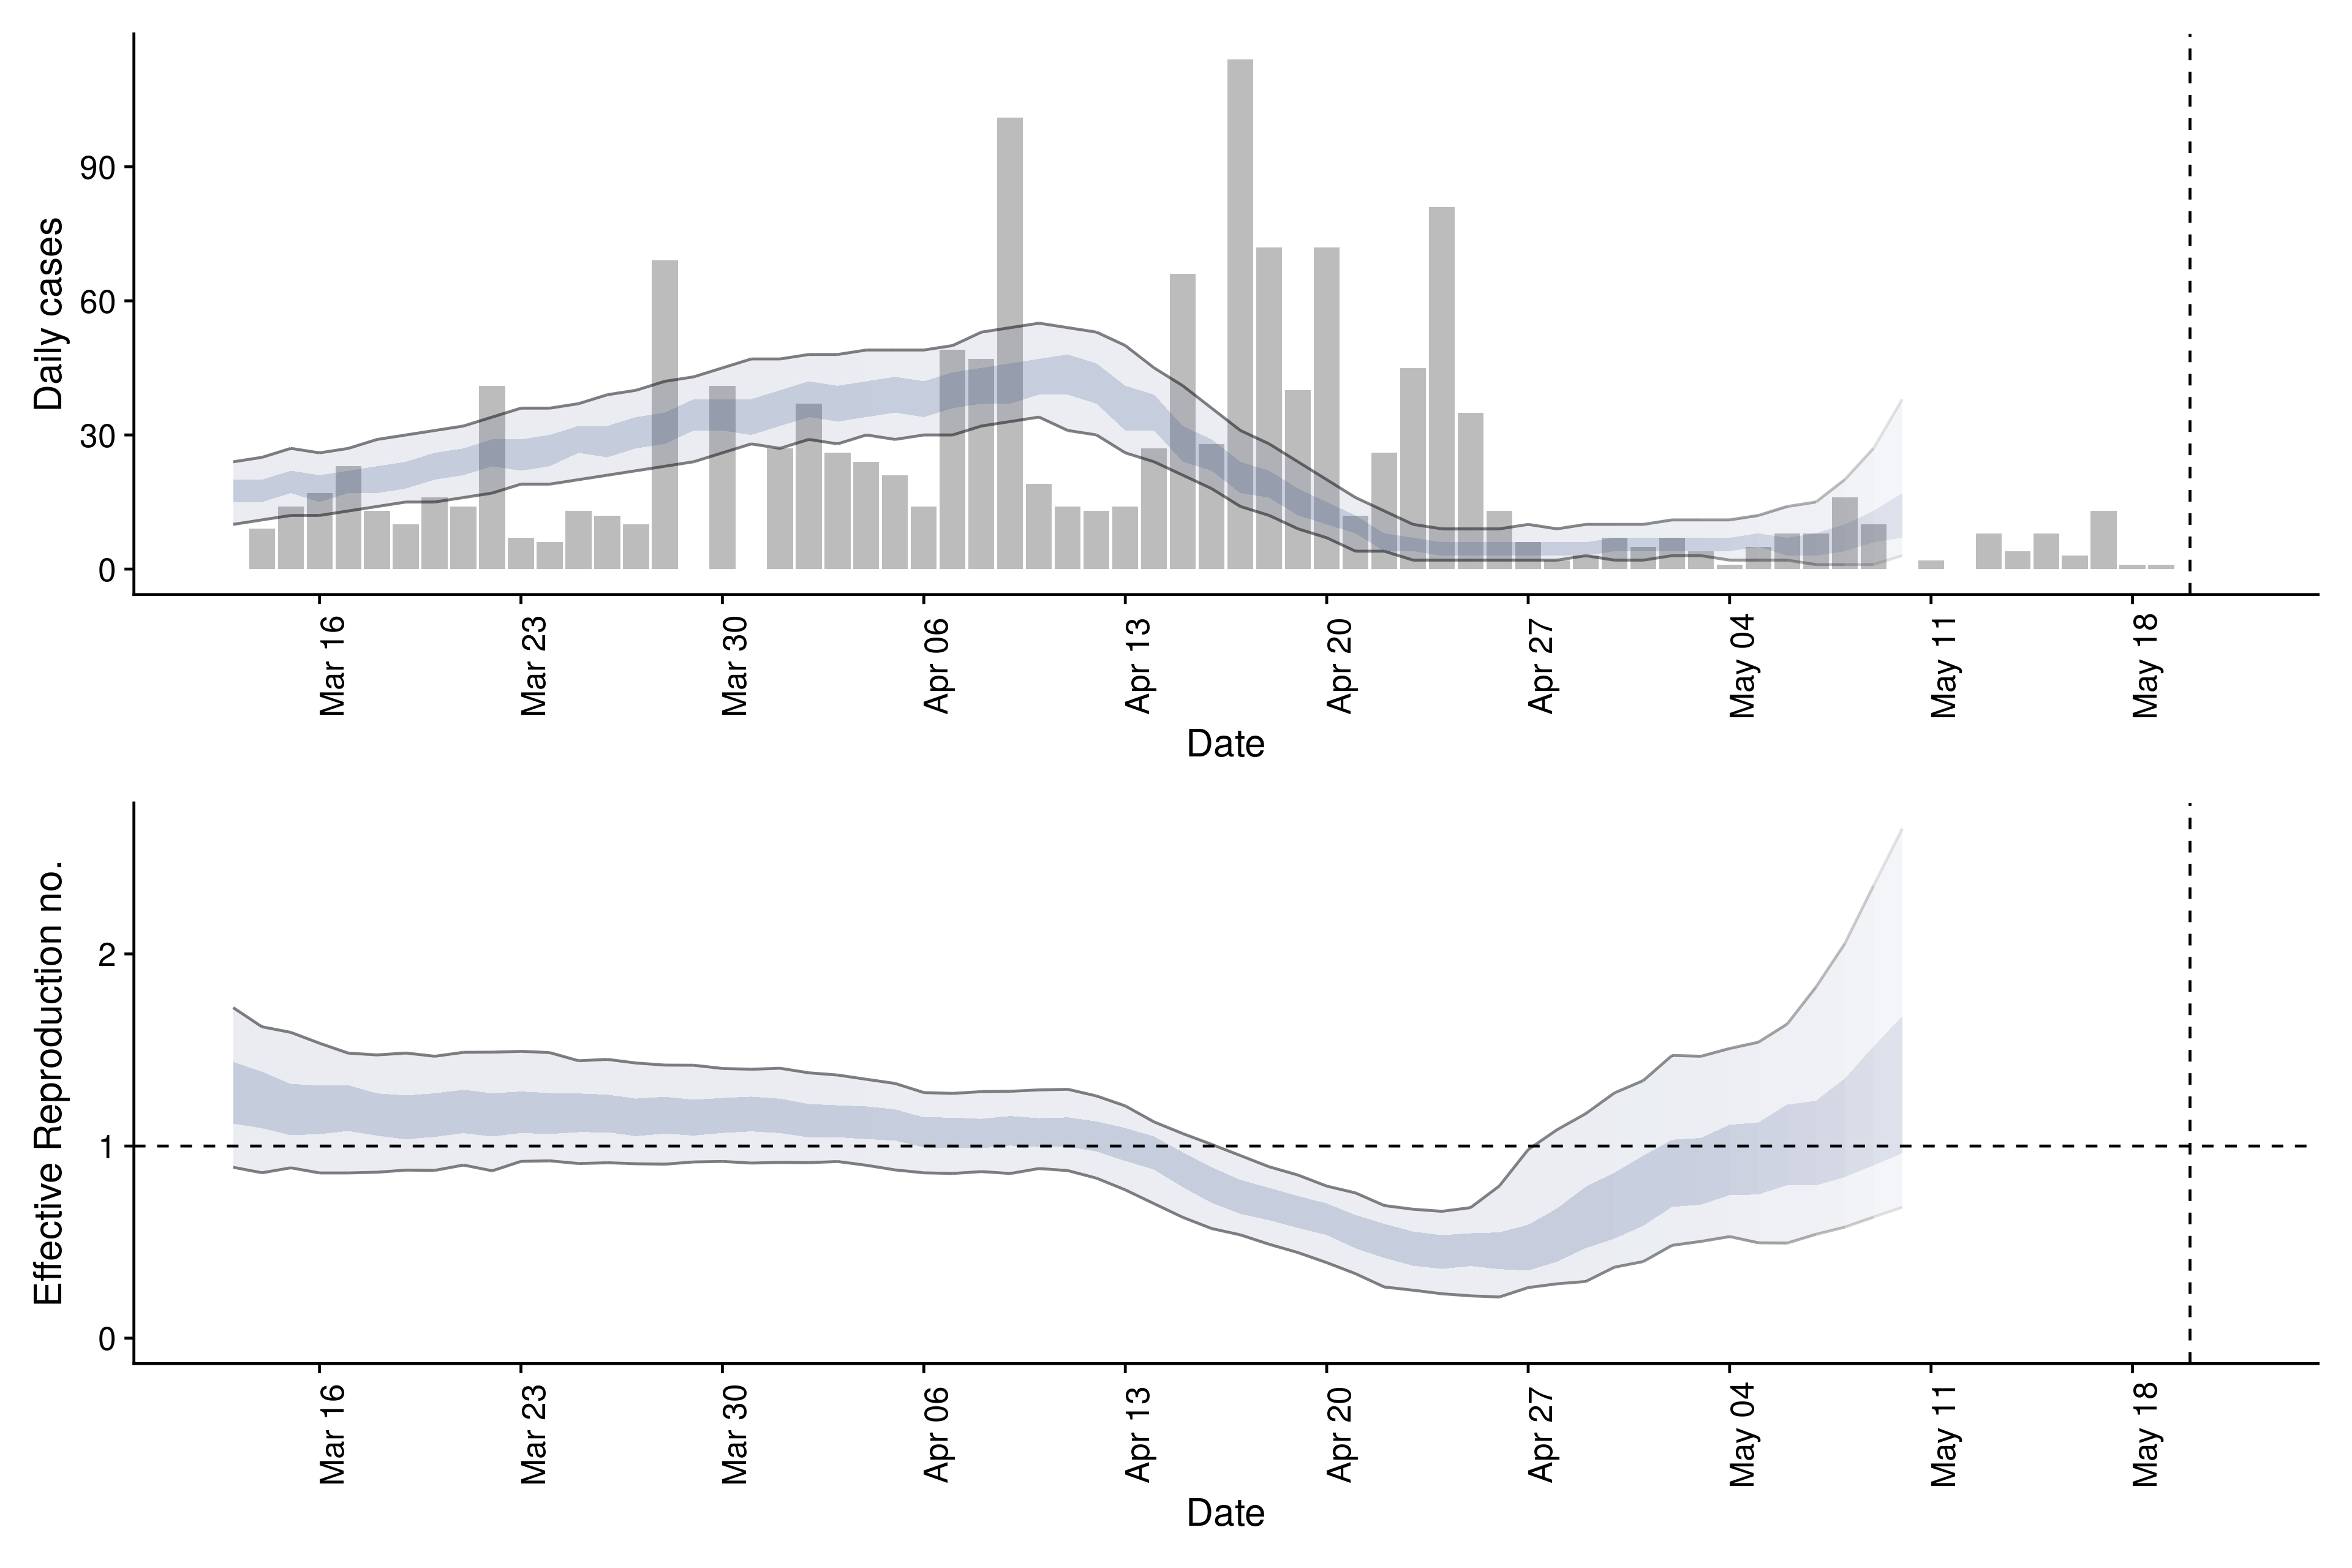 Daily cases
90
60
30
0
Mar 16
Mar 23
Mar 30
Apr 06
Apr 13
Apr 20
Apr 27
May 04
May 11
May 18
Date
Effective Reproduction no.
2
1
0
Mar 16
Mar 23
Mar 30
Apr 06
Apr 13
Apr 20
Apr 27
May 04
May 11
May 18
Date